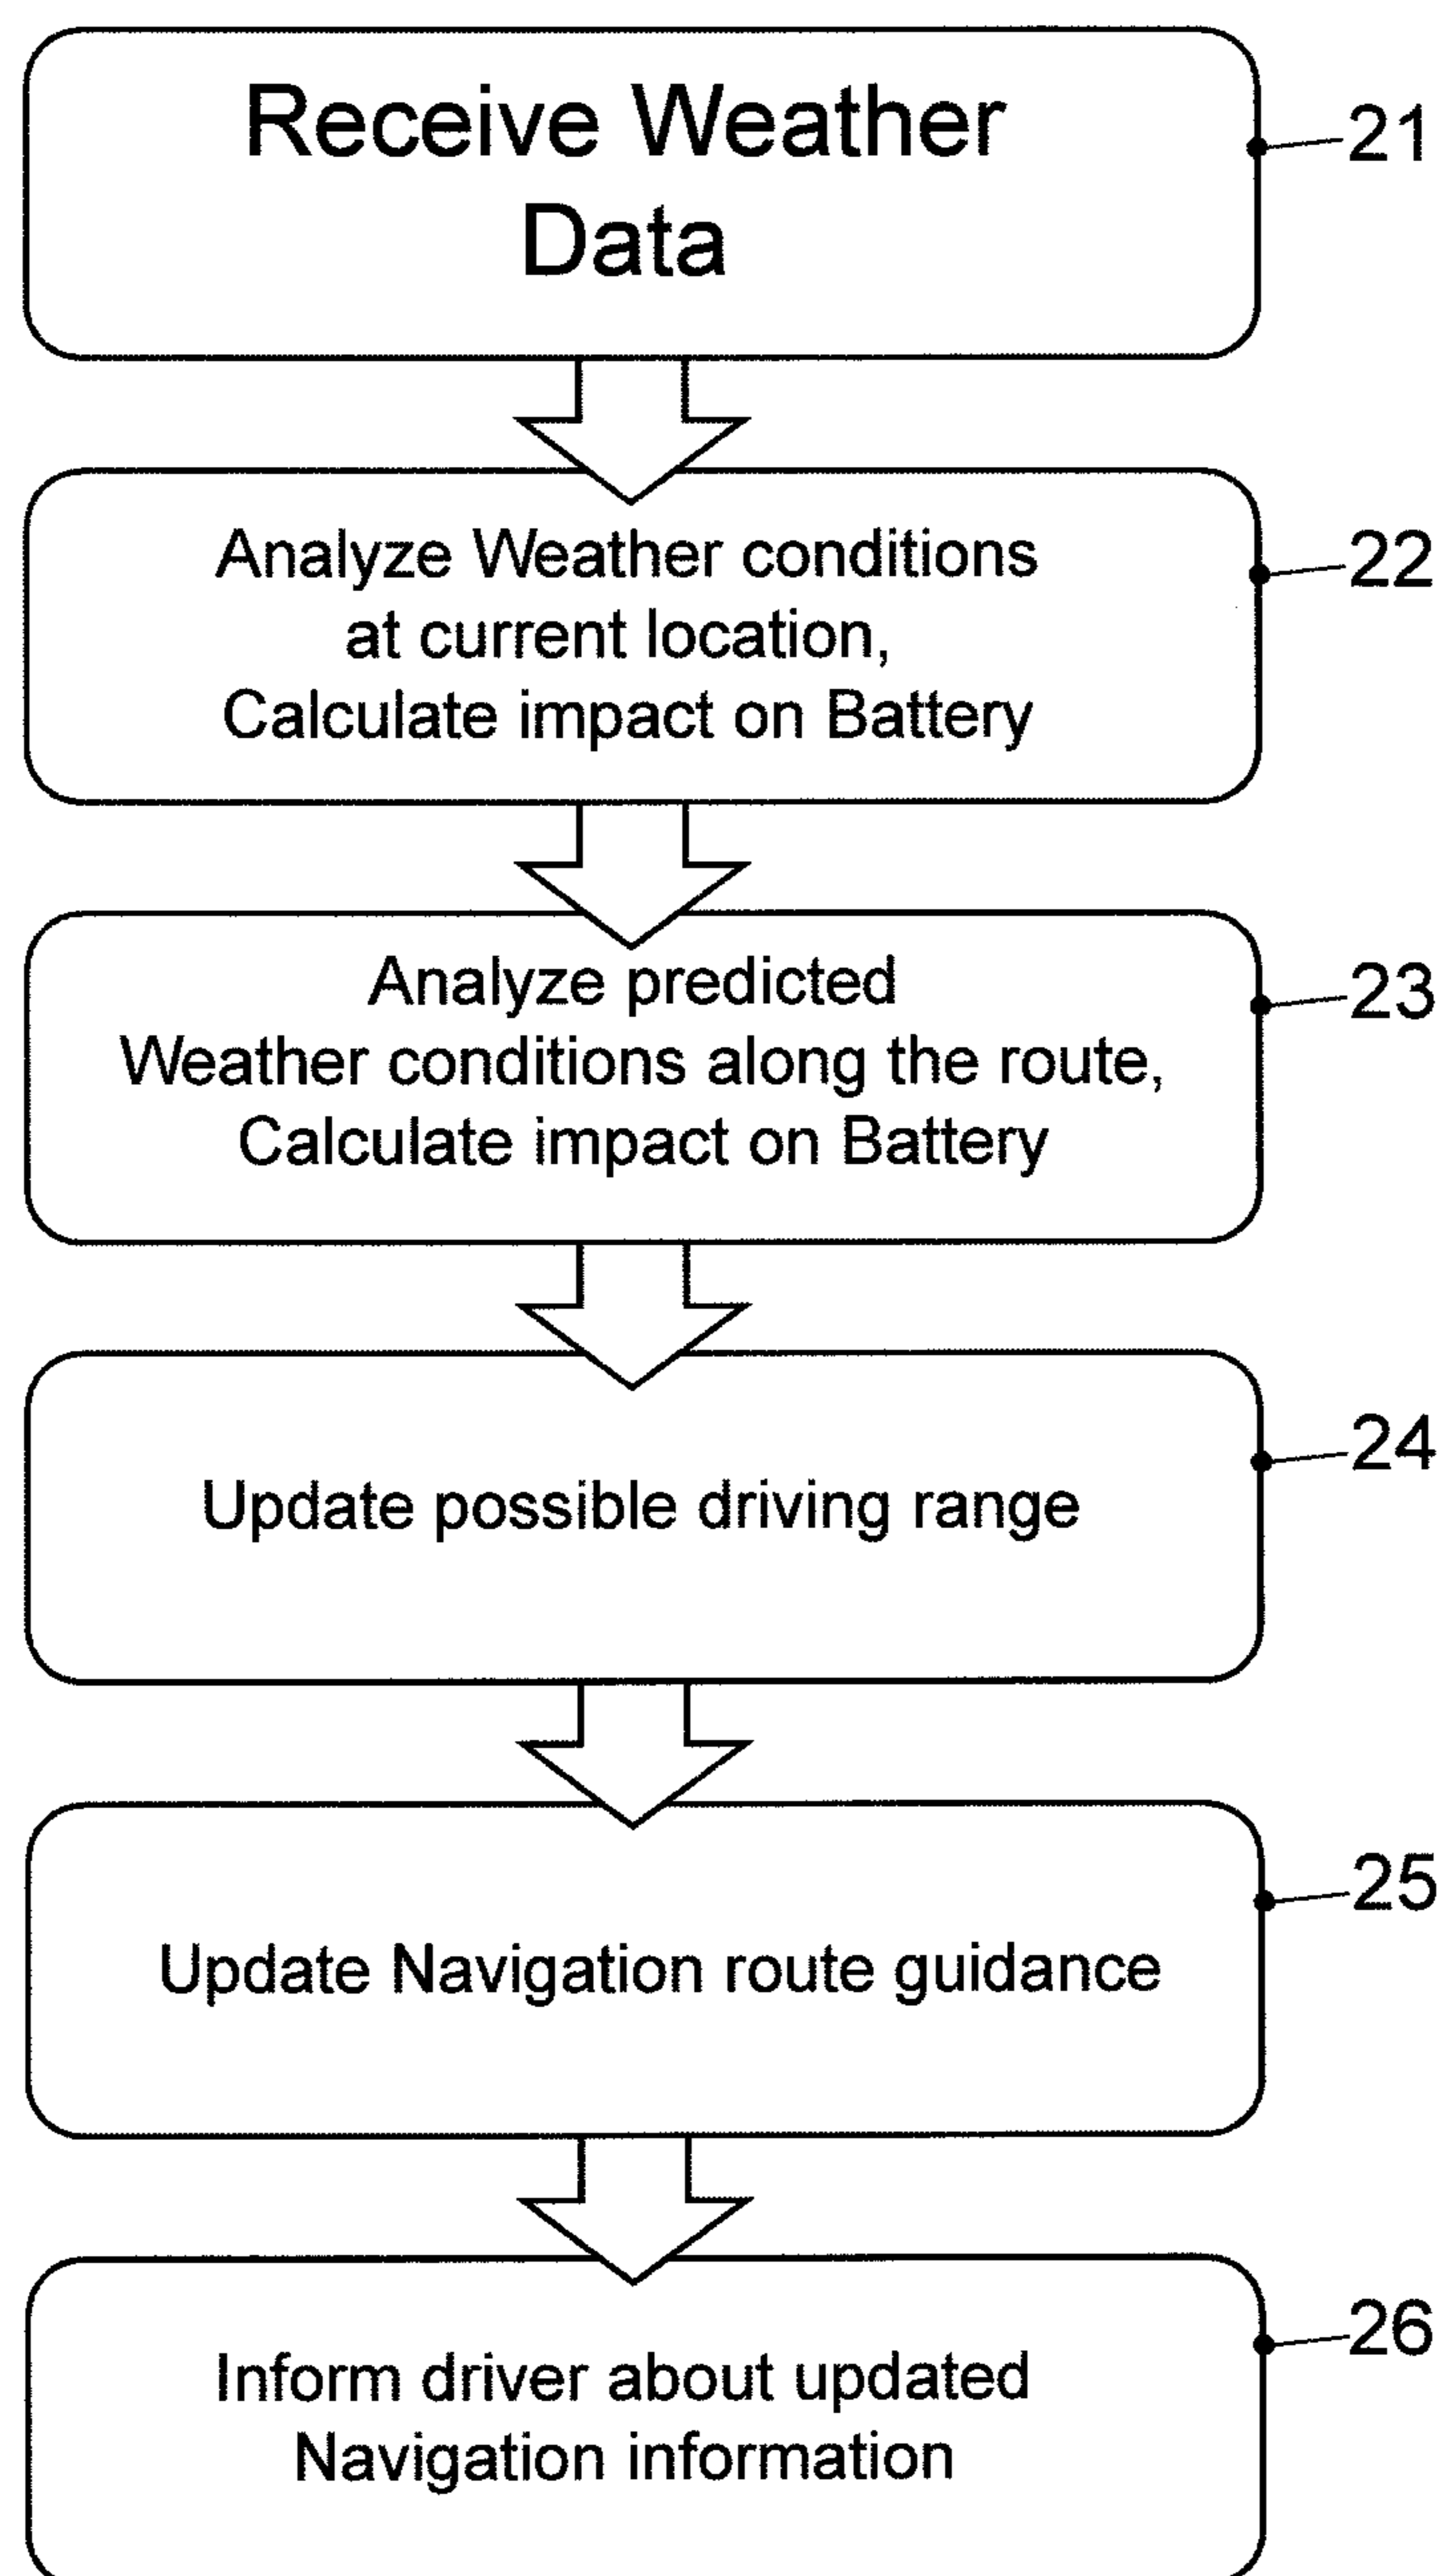 Receive Weather
Data
21
Analyze Weather conditions
at current location,
Calculate impact on Battery
22
Analyze predicted
Weather conditions along the route,
Calculate impact on Battery
23
Update possible driving range
24
Update Navigation route guidance
25
Inform driver about updated
Navigation information
26